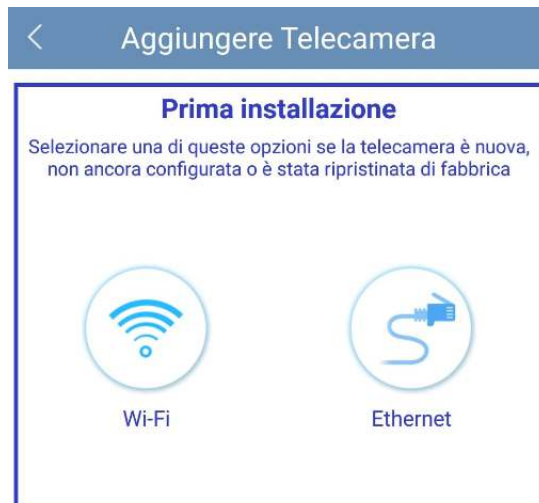 Aggiungere Telecamera
Prima installazione
Selezionare una di queste opzioni se la telecamera è nuova,
non ancora configurata o è stata ripristinata di fabbrica
Wi-Fi
Ethernet